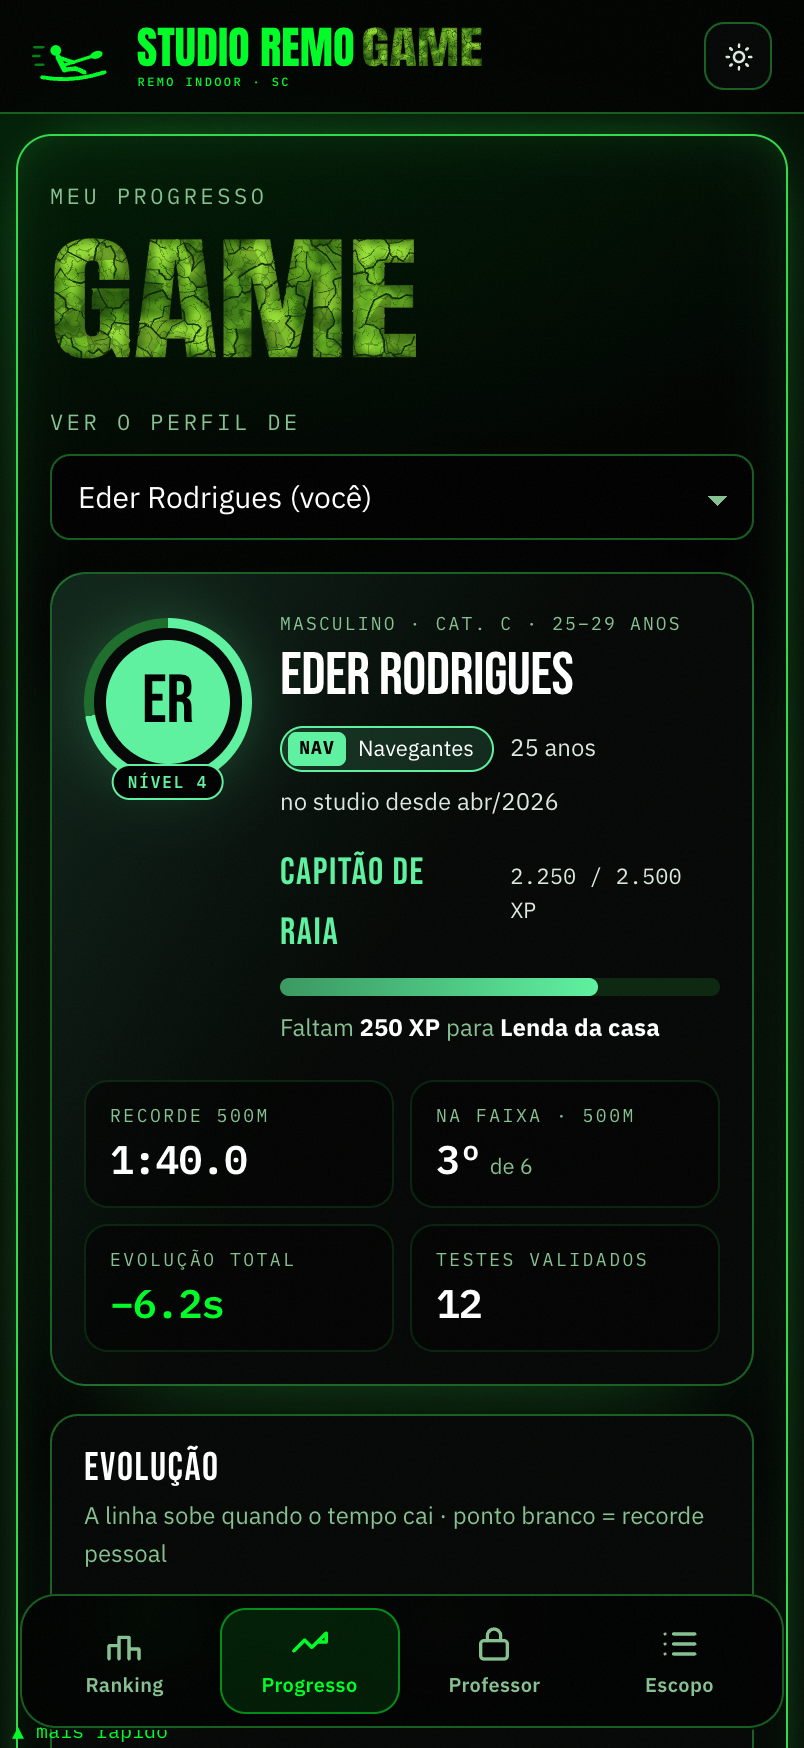 STUDIO REMO GAME
REMO INDOOR · SC
MEU PROGRESSO
GAME
VER O PERFIL DE
Eder Rodrigues (você)
MASCULINO · CAT. C · 25–29 ANOS
EDER RODRIGUES
ER
NÍVEL 4
NAV Navegantes 25 anos
no studio desde abr/2026
CAPITÃO DE
RAIA
2.250 / 2.500
XP
Faltam 250 XP para Lenda da casa
RECORDE 500M
1:40.0
NA FAIXA · 500M
3º de 6
EVOLUÇÃO TOTAL
−6.2s
TESTES VALIDADOS
12
EVOLUÇÃO
A linha sobe quando o tempo cai · ponto branco = recorde
pessoal
Ranking
Progresso
Professor
Escopo
▲ mais rápido